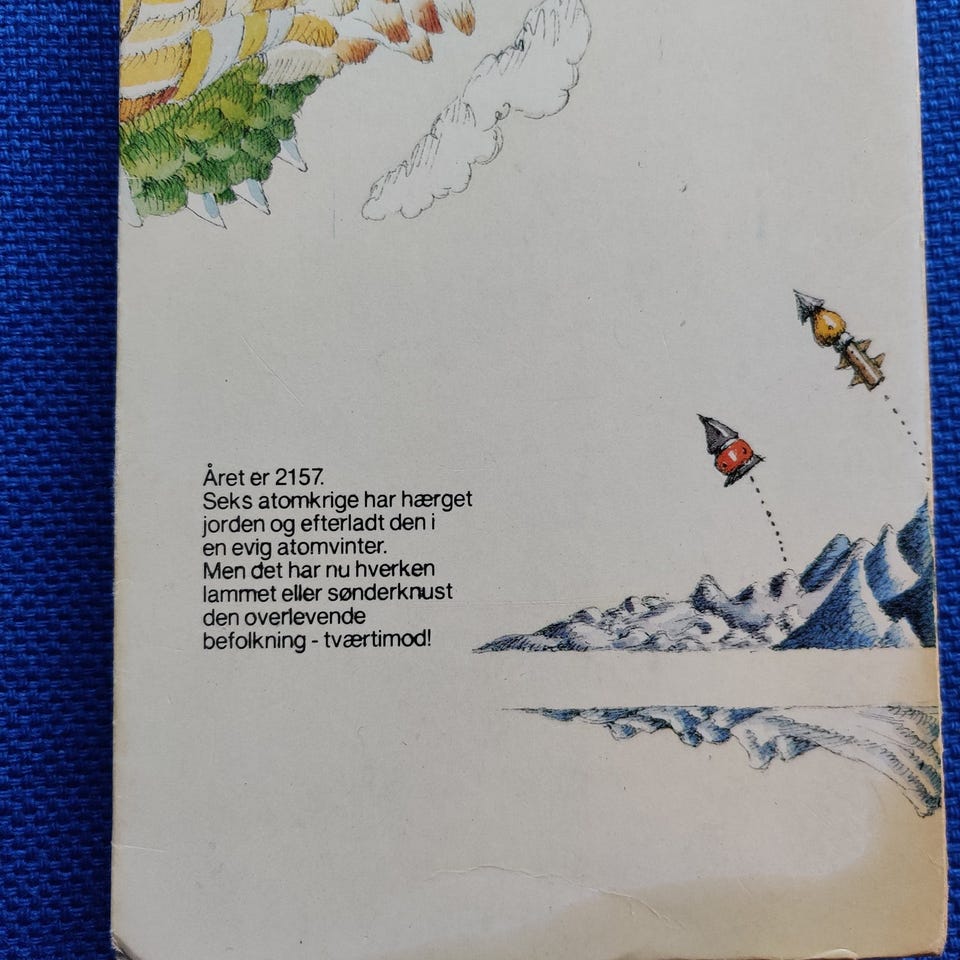 Året er 2157.
Seks atomkrige har hærget
jorden og efterladt den i
en evig atomvinter.
Men det har nu hverken
lammet eller sønderknust
den overlevende
befolkning - tværtimod!